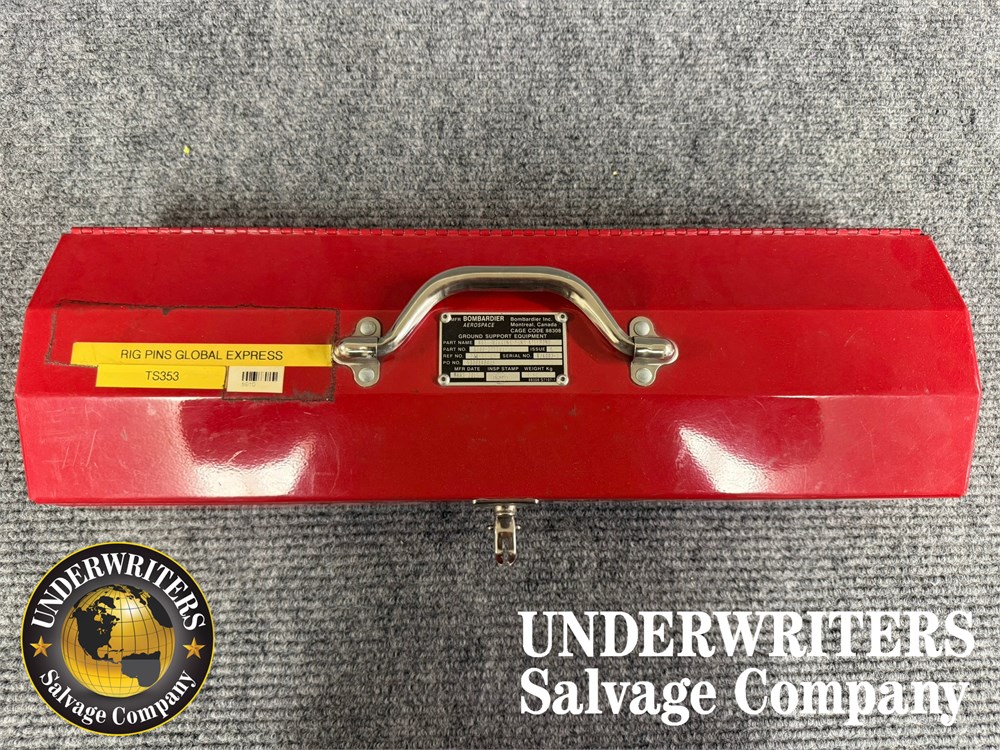 MFR BOMBARDIER Bombardier Inc.
AEROSPACE Montreal, Canada
CAGE CODE 88308
GROUND SUPPORT EQUIPMENT
PART NAME
PART NO. ISSUE
REF NO. SERIAL NO.
PO NO.
MFR DATE INSP STAMP WEIGHT Kg
RIG PINS GLOBAL EXPRESS
TS353
UNDERWRITERS
Salvage Company
UNDERWRITERS
Salvage Company